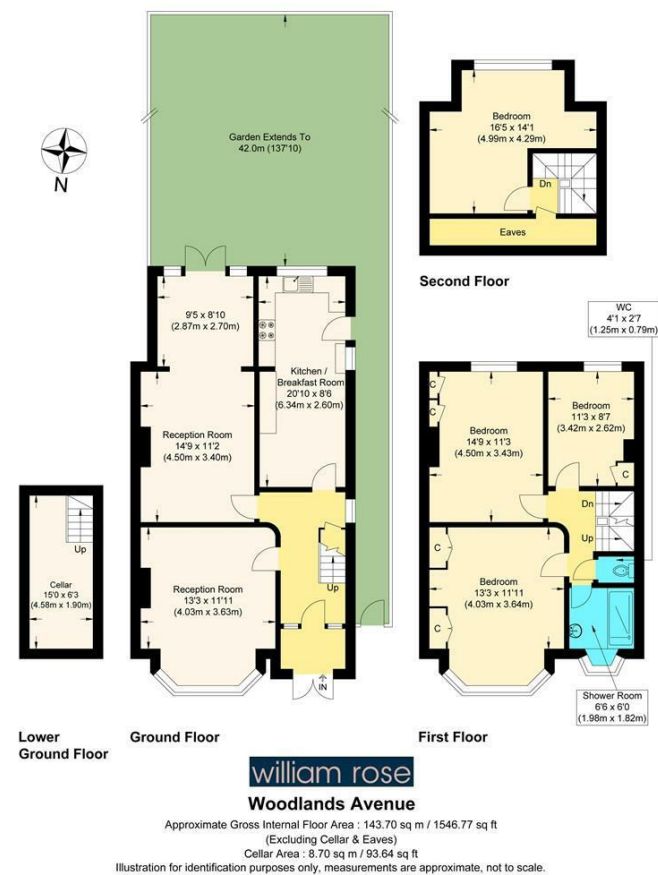 Garden Extends To
42.0m (137'10)
N
Bedroom
16'5 x 14'1
(4.99m x 4.29m)
Dn
Eaves
Second Floor
9'5 x 8'10
(2.87m x 2.70m)
Kitchen /
Breakfast Room
20'10 x 8'6
(6.34m x 2.60m)
Reception Room
14'9 x 11'2
(4.50m x 3.40m)
Reception Room
13'3 x 11'11
(4.03m x 3.63m)
Up
IN
Cellar
15'0 x 6'3
(4.58m x 1.90m)
Up
WC
4'1 x 2'7
(1.25m x 0.79m)
C
C
Bedroom
14'9 x 11'3
(4.50m x 3.43m)
Bedroom
11'3 x 8'7
(3.42m x 2.62m)
C
Dn
Up
C
C
Bedroom
13'3 x 11'11
(4.03m x 3.64m)
Shower Room
6'6 x 6'0
(1.98m x 1.82m)
Lower
Ground Floor
Ground Floor
First Floor
william rose
Woodlands Avenue
Approximate Gross Internal Floor Area : 143.70 sq m / 1546.77 sq ft
(Excluding Cellar & Eaves)
Cellar Area : 8.70 sq m / 93.64 sq ft
Illustration for identification purposes only, measurements are approximate, not to scale.